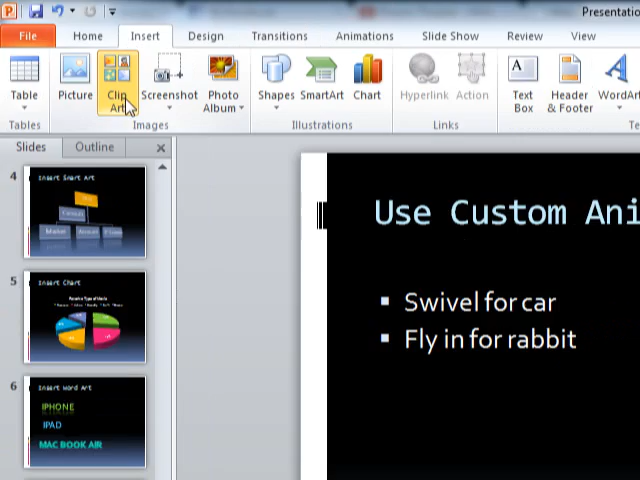 Presentatio
File Home Insert Design Transitions Animations Slide Show Review View
Table Picture Clip Art Screenshot Photo Album Shapes SmartArt Chart Hyperlink Action Text Box Header & Footer WordArt
Tables Images Illustrations Links Te
Slides Outline
4 Insert Smart Art
5 Insert Chart
6 Insert Word Art
IPHONE
IPAD
MAC BOOK AIR
Use Custom Ani
Swivel for car
Fly in for rabbit